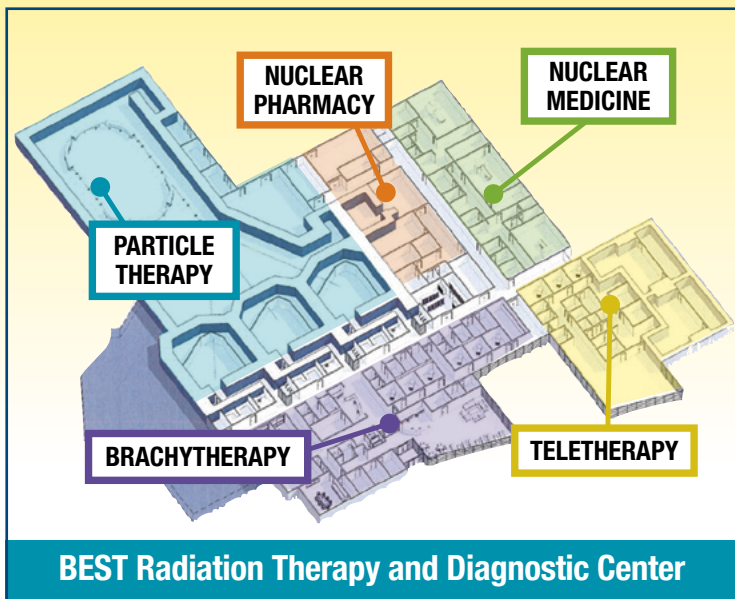 NUCLEAR
PHARMACY
NUCLEAR
MEDICINE
PARTICLE
THERAPY
BRACHYTHERAPY
TELETHERAPY
BEST Radiation Therapy and Diagnostic Center